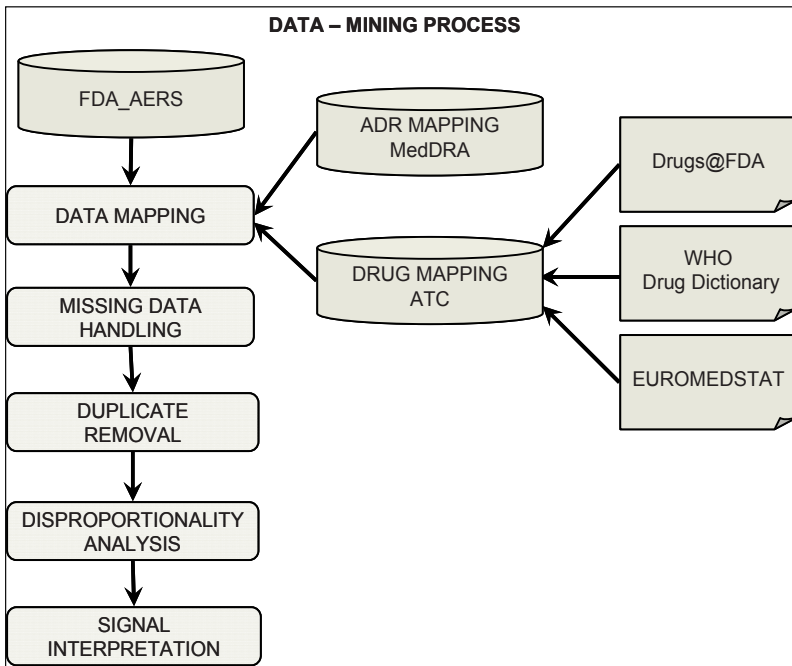 DATA – MINING PROCESS
FDA_AERS
ADR MAPPING
MedDRA
Drugs@FDA
DATA MAPPING
DRUG MAPPING
ATC
WHO
Drug Dictionary
MISSING DATA
HANDLING
EUROMEDSTAT
DUPLICATE
REMOVAL
DISPROPORTIONALITY
ANALYSIS
SIGNAL
INTERPRETATION